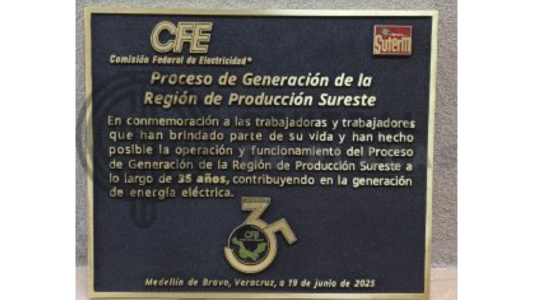 CFE
Comisión Federal de Electricidad®
Suterm
Proceso de Generación de la
Región de Producción Sureste
En conmemoración a las trabajadoras y trabajadores
que han brindado parte de su vida y han hecho
posible la operación y funcionamiento del Proceso
de Generación de la Región de Producción Sureste a
lo largo de 35 años, contribuyendo en la generación
de energía eléctrica.
35
CFE
Medellín de Bravo, Veracruz, a 19 de junio de 2025